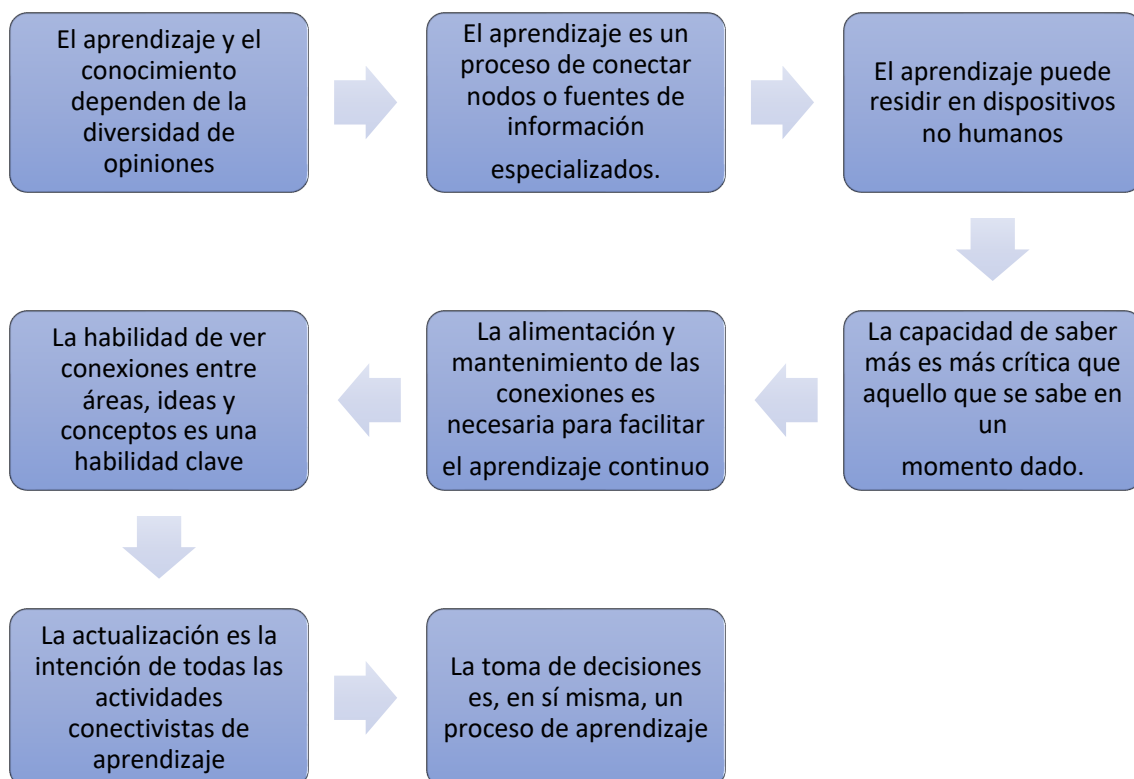 El aprendizaje y el
conocimiento
dependen de la
diversidad de
opiniones
El aprendizaje es un
proceso de conectar
nodos o fuentes de
información
especializados.
El aprendizaje puede
residir en dispositivos
no humanos
La capacidad de saber
más es más crítica que
aquello que se sabe en
un
momento dado.
La alimentación y
mantenimiento de las
conexiones es
necesaria para facilitar
el aprendizaje continuo
La habilidad de ver
conexiones entre
áreas, ideas y
conceptos es una
habilidad clave
La actualización es la
intención de todas las
actividades
conectivistas de
aprendizaje
La toma de decisiones
es, en sí misma, un
proceso de aprendizaje